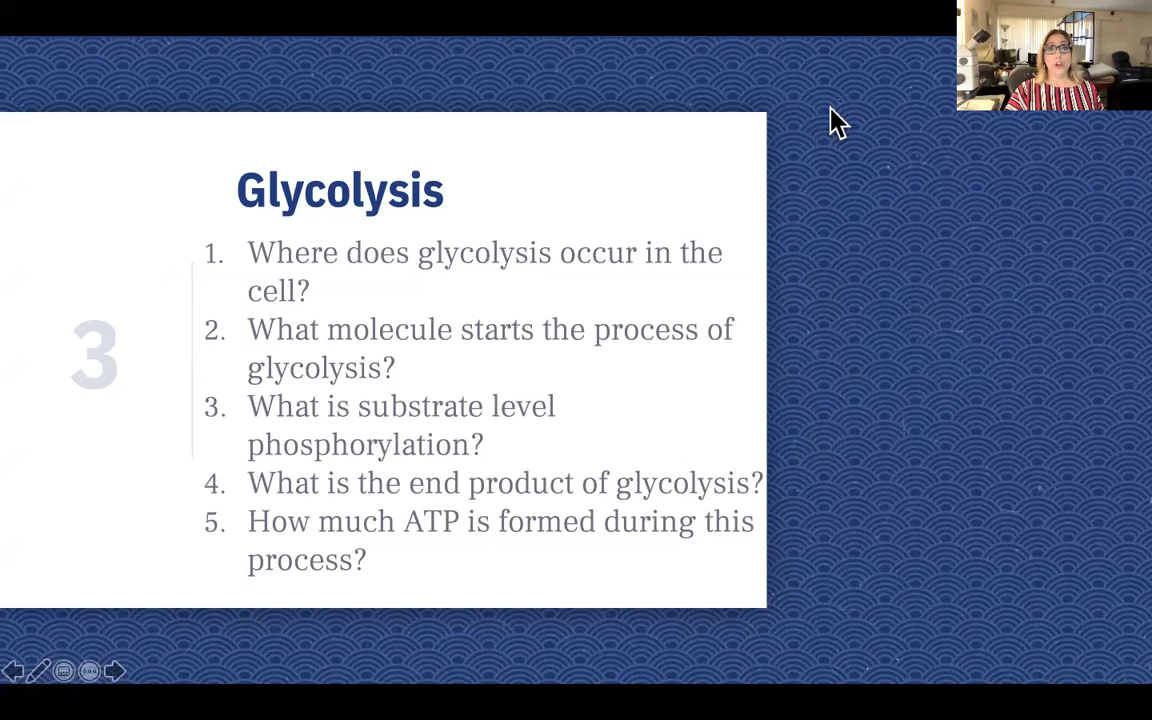 Glycolysis
1. Where does glycolysis occur in the
cell?
2. What molecule starts the process of
glycolysis?
3
3. What is substrate level
phosphorylation?
4. What is the end product of glycolysis?
5. How much ATP is formed during this
process?